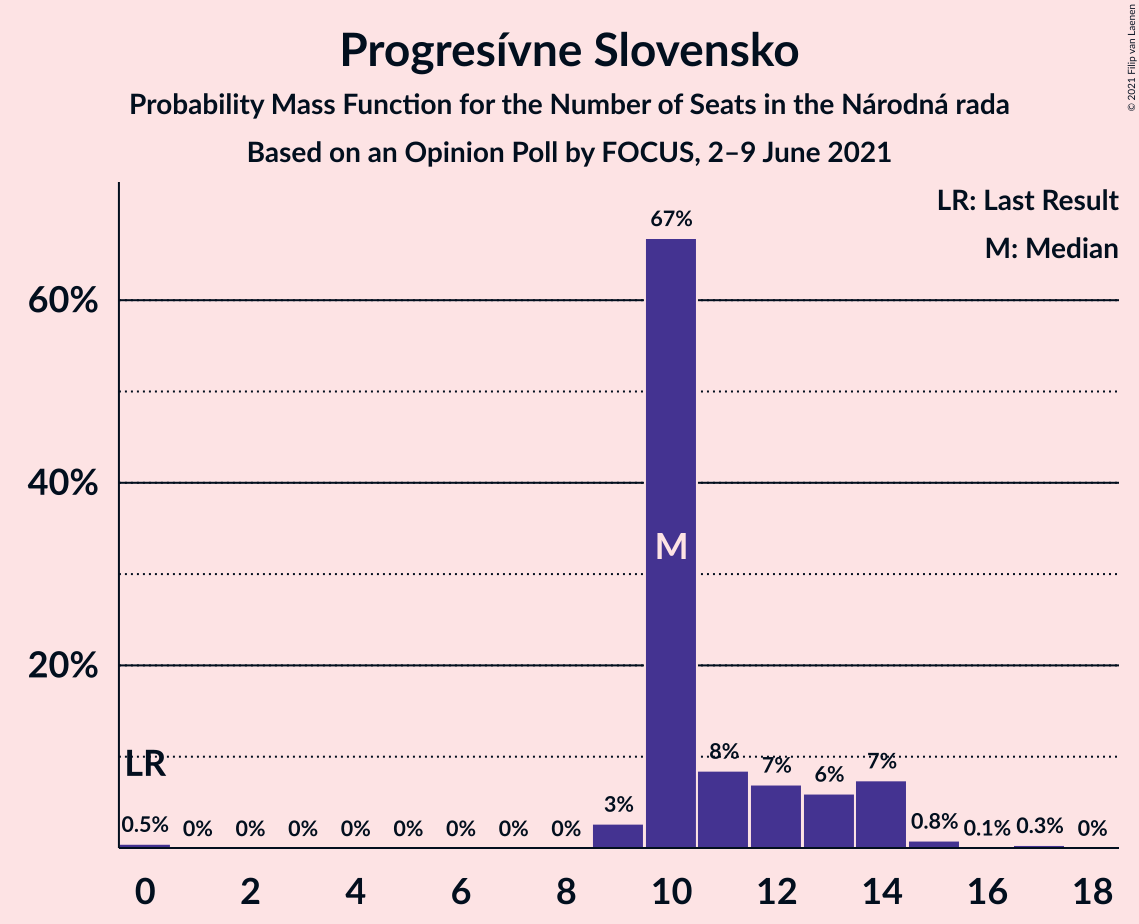 Progresívne Slovensko
Probability Mass Function for the Number of Seats in the Národná rada
Based on an Opinion Poll by FOCUS, 2–9 June 2021
© 2021 Filip van Laenen
LR: Last Result
M: Median
60%
40%
20%
67%
M
LR
0.5% 0% 0% 0% 0% 0% 0% 0% 0% 3% 8% 7% 6% 7% 0.8% 0.1% 0.3% 0%
0 2 4 6 8 10 12 14 16 18